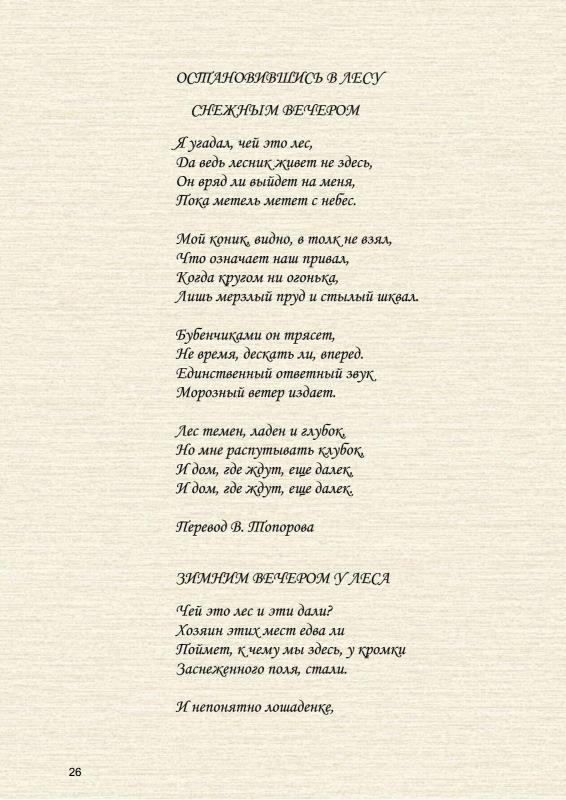 ОСТАНОВИВШИСЬ В ЛЕСУ
СНЕЖНЫМ ВЕЧЕРОМ
Я угадал, чей это лес,
Да ведь лесник живет не здесь,
Он вряд ли выйдет на меня,
Пока метель метет с небес.
Мой коник, видно, в толк не взял,
Что означает наш привал,
Когда кругом ни огонька,
Лишь мерзлый пруд и стылый шквал.
Бубенчиками он трясет,
Не время, дескать ли, вперед.
Единственный ответный звук
Морозный ветер издает.
Лес темен, ладен и глубок,
Но мне распутывать клубок,
И дом, где ждут, еще далек,
И дом, где ждут, еще далек.
Перевод В. Топорова
ЗИМНИМ ВЕЧЕРОМ У ЛЕСА
Чей это лес и эти дали?
Хозяин этих мест едва ли
Поймет, к чему мы здесь, у кромки
Заснеженного поля, стали.
И непонятно лошаденке,
26